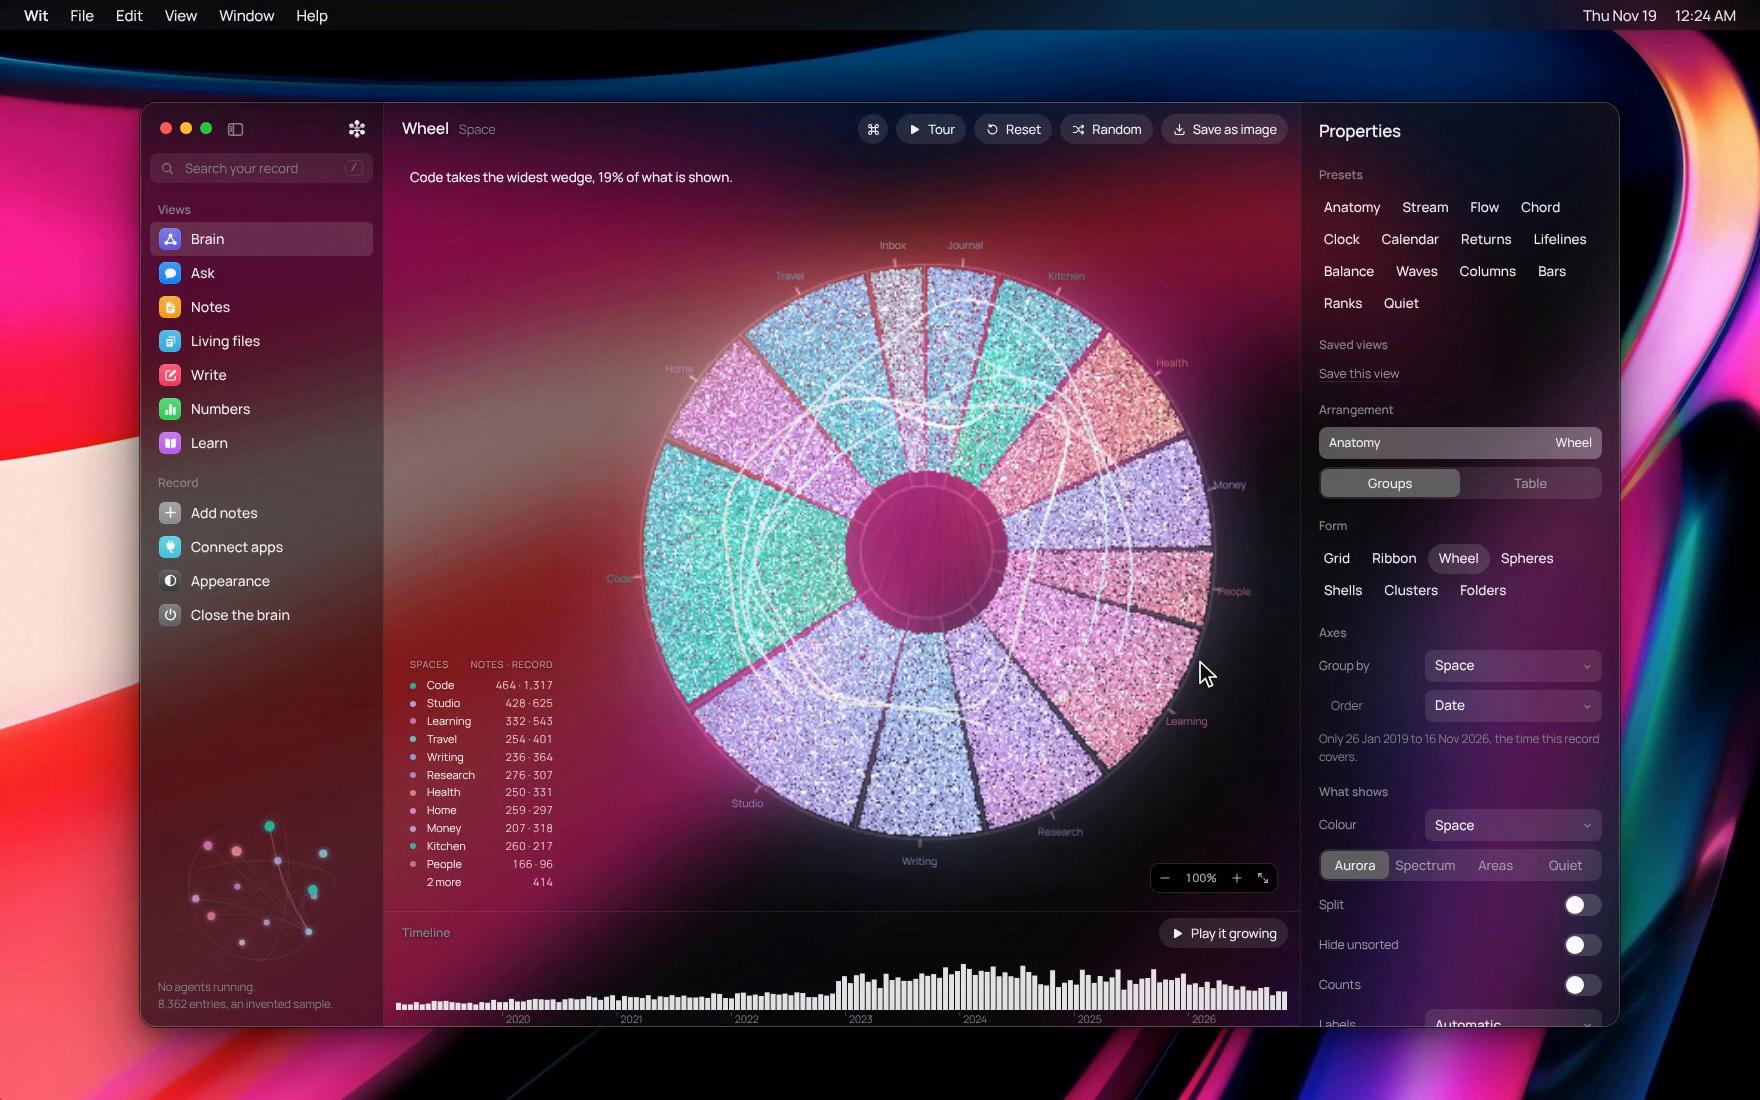 Wit File Edit View Window Help Thu Nov 19 12:24 AM
Search your record /
Views
Brain
Ask
Notes
Living files
Write
Numbers
Learn
Record
Add notes
Connect apps
Appearance
Close the brain
No agents running.
8,362 entries, an invented sample.
Wheel Space
⌘ Tour Reset Random Save as image
Code takes the widest wedge, 19% of what is shown.
Inbox
Journal
Travel
Kitchen
Home
Health
Money
Code
People
Learning
Studio
Research
Writing
SPACES NOTES · RECORD
Code 464 · 1,317
Studio 428 · 625
Learning 332 · 543
Travel 254 · 401
Writing 236 · 364
Research 276 · 307
Health 250 · 331
Home 259 · 297
Money 207 · 318
Kitchen 260 · 217
People 166 · 96
2 more 414
− 100% +
Timeline
Play it growing
2020 2021 2022 2023 2024 2025 2026
Properties
Presets
Anatomy Stream Flow Chord
Clock Calendar Returns Lifelines
Balance Waves Columns Bars
Ranks Quiet
Saved views
Save this view
Arrangement
Anatomy Wheel
Groups Table
Form
Grid Ribbon Wheel Spheres
Shells Clusters Folders
Axes
Group by Space
Order Date
Only 26 Jan 2019 to 16 Nov 2026, the time this record
covers.
What shows
Colour Space
Aurora Spectrum Areas Quiet
Split
Hide unsorted
Counts
Labels Automatic